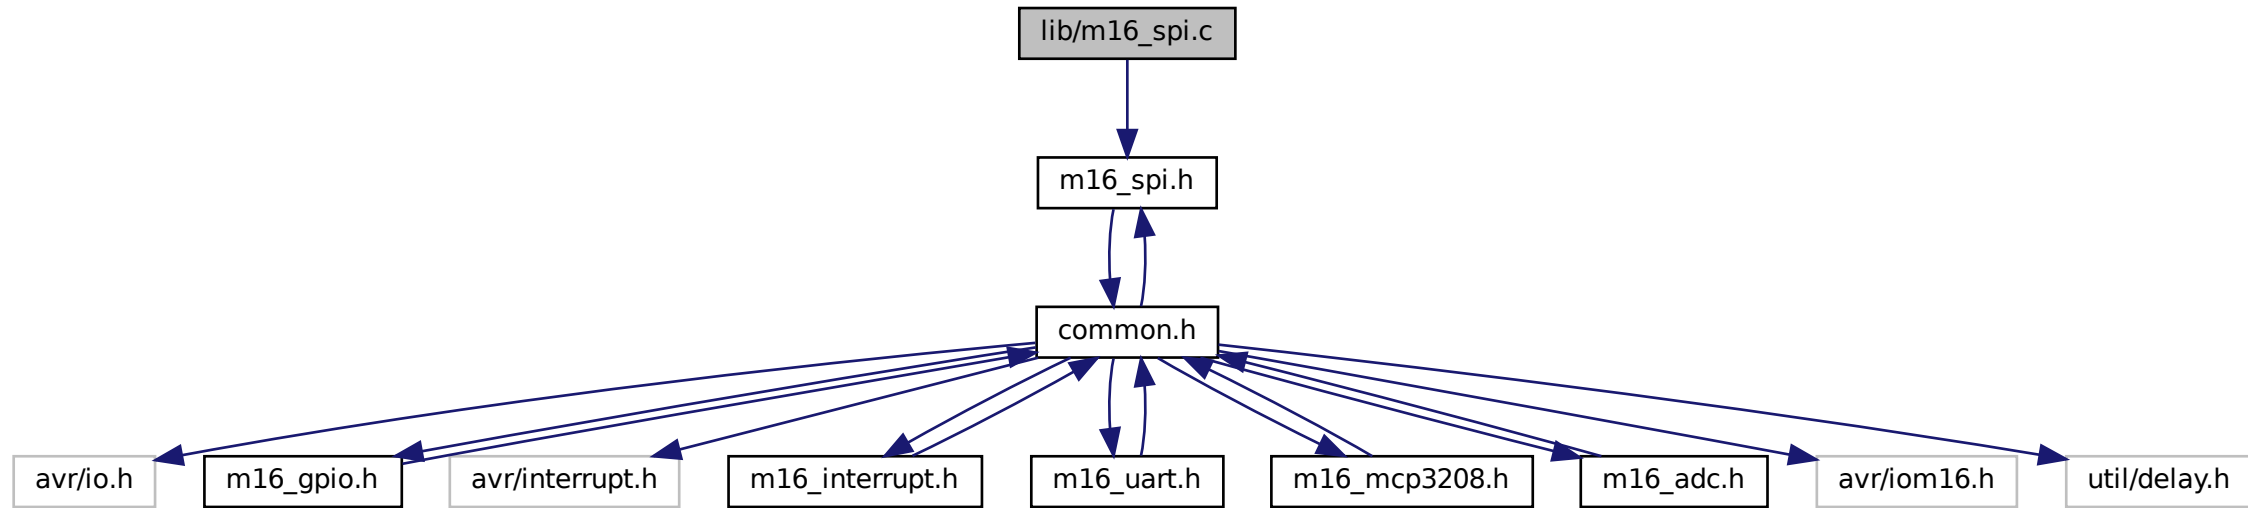 lib/m16_spi.c
m16_spi.h
common.h
avr/io.h
m16_gpio.h
avr/interrupt.h
m16_interrupt.h
m16_uart.h
m16_mcp3208.h
m16_adc.h
avr/iom16.h
util/delay.h